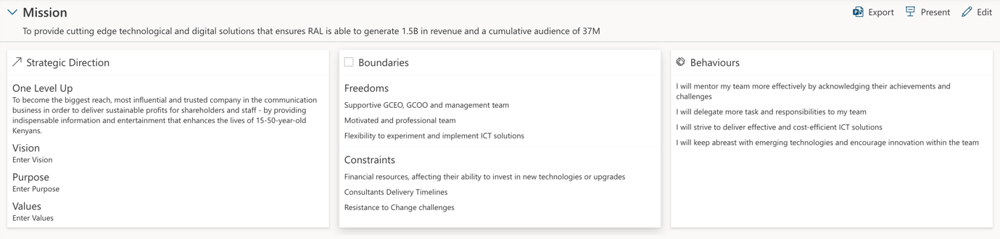 Mission
Export
Present
Edit
To provide cutting edge technological and digital solutions that ensures RAL is able to generate 1.5B in revenue and a cumulative audience of 37M
Strategic Direction
One Level Up
To become the biggest reach, most influential and trusted company in the communication
business in order to deliver sustainable profits for shareholders and staff - by providing
indispensable information and entertainment that enhances the lives of 15-50-year-old
Kenyans.
Vision
Enter Vision
Purpose
Enter Purpose
Values
Enter Values
Boundaries
Freedoms
Supportive GCEO, GCOO and management team
Motivated and professional team
Flexibility to experiment and implement ICT solutions
Constraints
Financial resources, affecting their ability to invest in new technologies or upgrades
Consultants Delivery Timelines
Resistance to Change challenges
Behaviours
I will mentor my team more effectively by acknowledging their achievements and
challenges
I will delegate more task and responsibilities to my team
I will strive to deliver effective and cost-efficient ICT solutions
I will keep abreast with emerging technologies and encourage innovation within the team